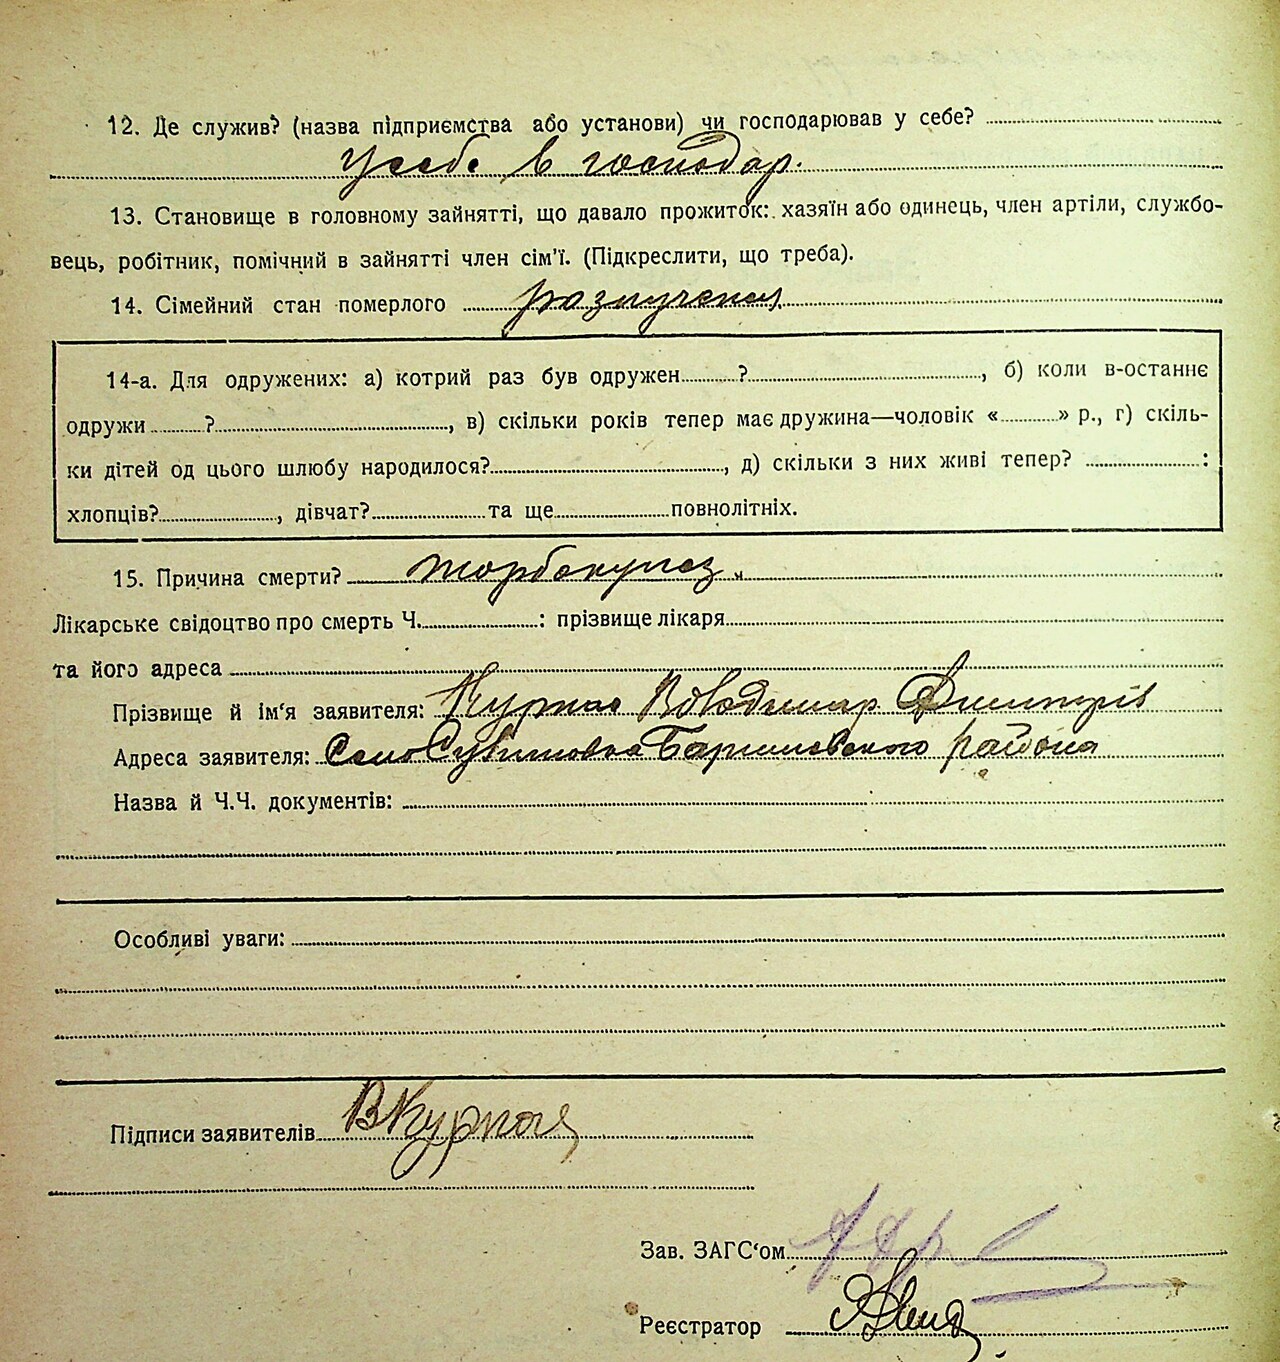 12. Де служив? (назва підприємства або установи) чи господарював у себе?
у себе в господар.
13. Становище в головному зайнятті, що давало прожиток: хазяїн або одинець, член артіли, службо-
вець, робітник, помічний в зайнятті член сім'ї. (Підкреслити, що треба).
14. Сімейний стан померлого
14-а. Для одружених: а) котрий раз був одружен ? , б) коли в-останнє
одружи ? , в) скільки років тепер має дружина—чоловік « » р., г) скіль-
ки дітей од цього шлюбу народилося? , д) скільки з них живі тепер? :
хлопців? , дівчат? та ще повнолітніх.
15. Причина смерти? турбокульоз
Лікарське свідоцтво про смерть Ч. : прізвище лікаря
та його адреса
Прізвище й ім'я заявителя: Володимир Дмитрів
Адреса заявителя: Село Баришевского района
Назва й Ч.Ч. документів:
Особливі уваги:
Підписи заявителів
Зав. ЗАГС'ом
Реєстратор